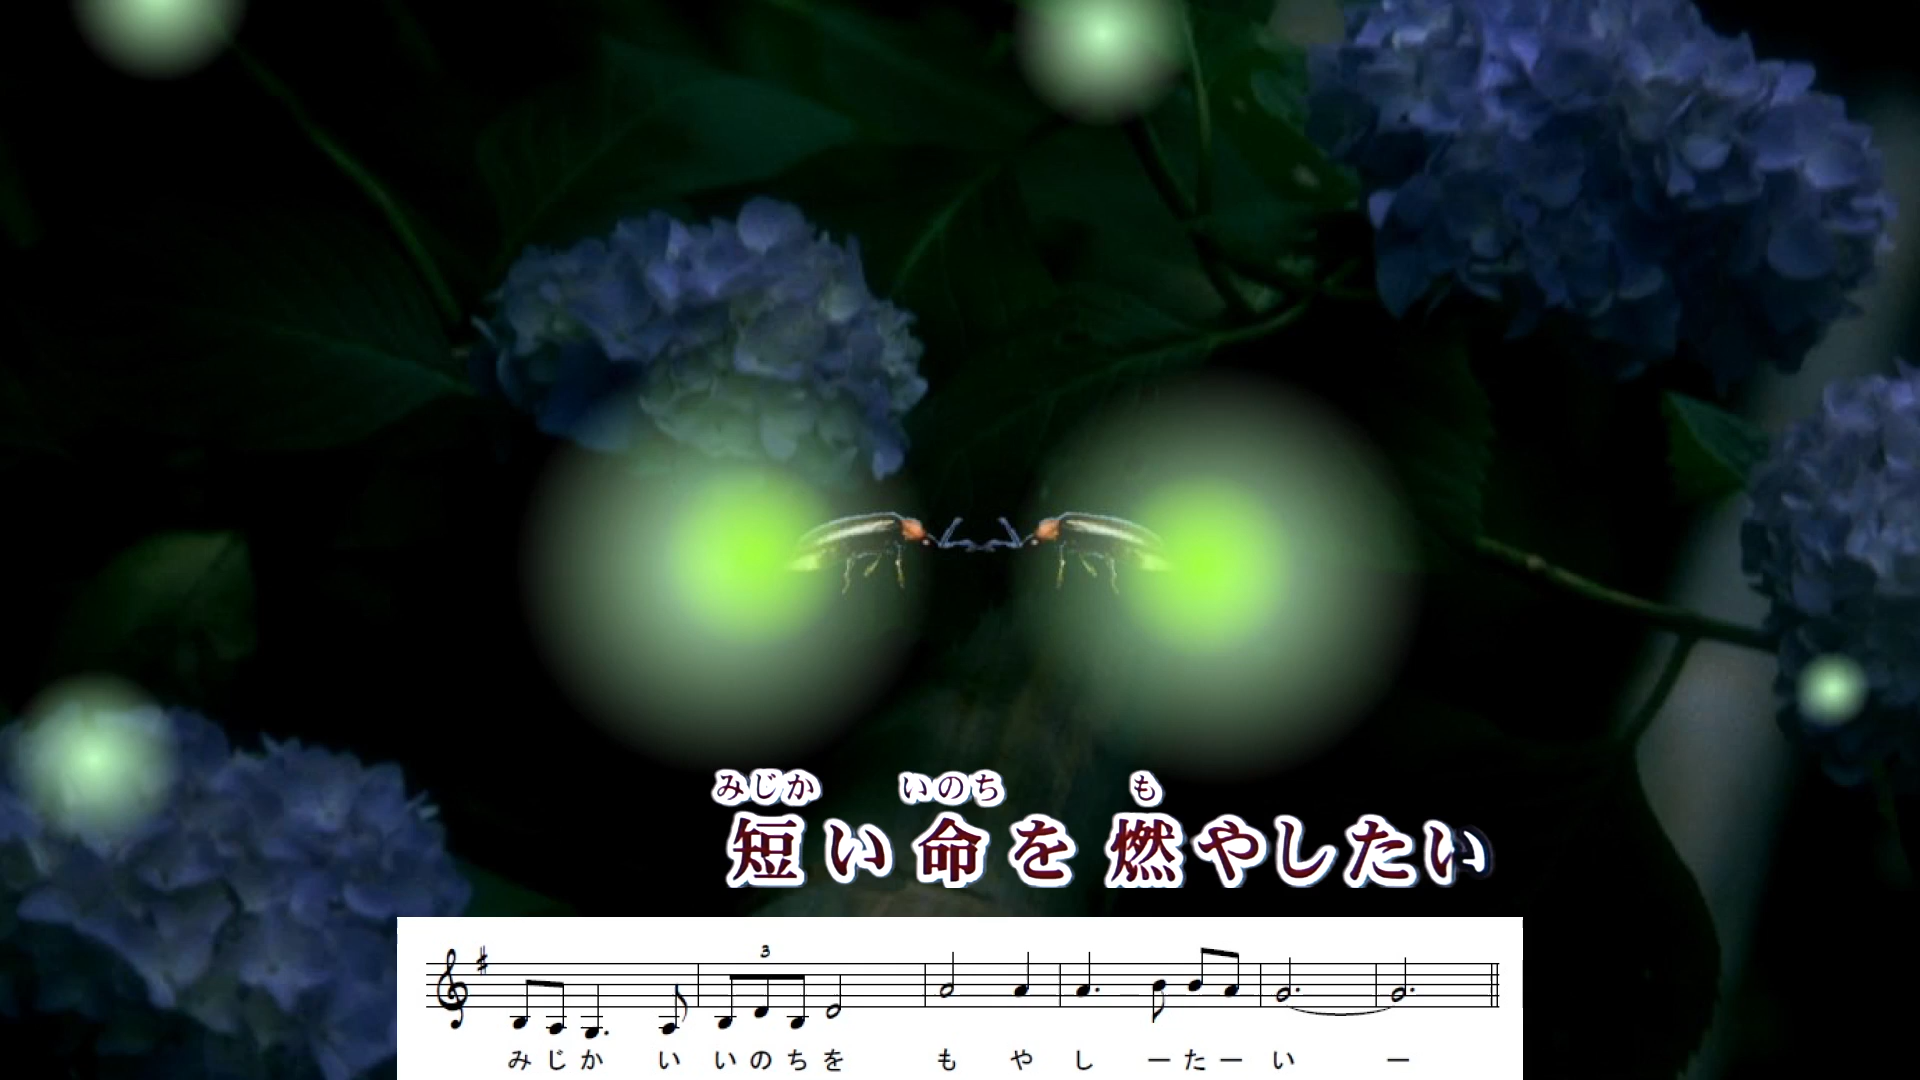 みじか いのち も
短い命を 燃やしたい
3
みじか い いのちを も や し ーたー い ー